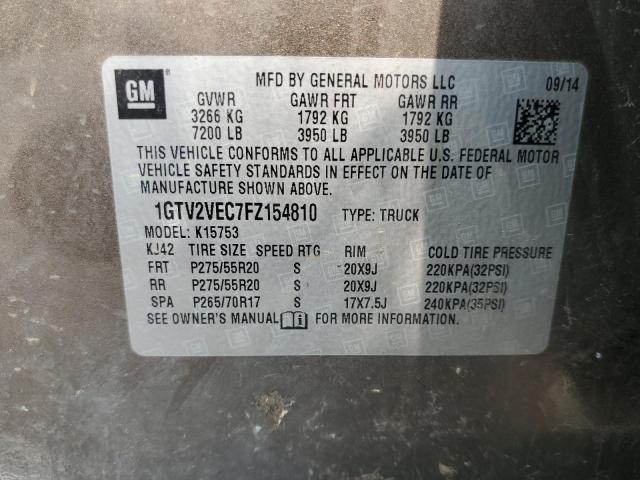 GM
MFD BY GENERAL MOTORS LLC 09/14
GVWR GAWR FRT GAWR RR
3266 KG 1792 KG 1792 KG
7200 LB 3950 LB 3950 LB
THIS VEHICLE CONFORMS TO ALL APPLICABLE U.S. FEDERAL MOTOR
VEHICLE SAFETY STANDARDS IN EFFECT ON THE DATE OF
MANUFACTURE SHOWN ABOVE.
1GTV2VEC7FZ154810 TYPE: TRUCK
MODEL: K15753
KJ42 TIRE SIZE SPEED RTG RIM COLD TIRE PRESSURE
FRT P275/55R20 S 20X9J 220KPA(32PSI)
RR P275/55R20 S 20X9J 220KPA(32PSI)
SPA P265/70R17 S 17X7.5J 240KPA(35PSI)
SEE OWNER'S MANUAL FOR MORE INFORMATION.